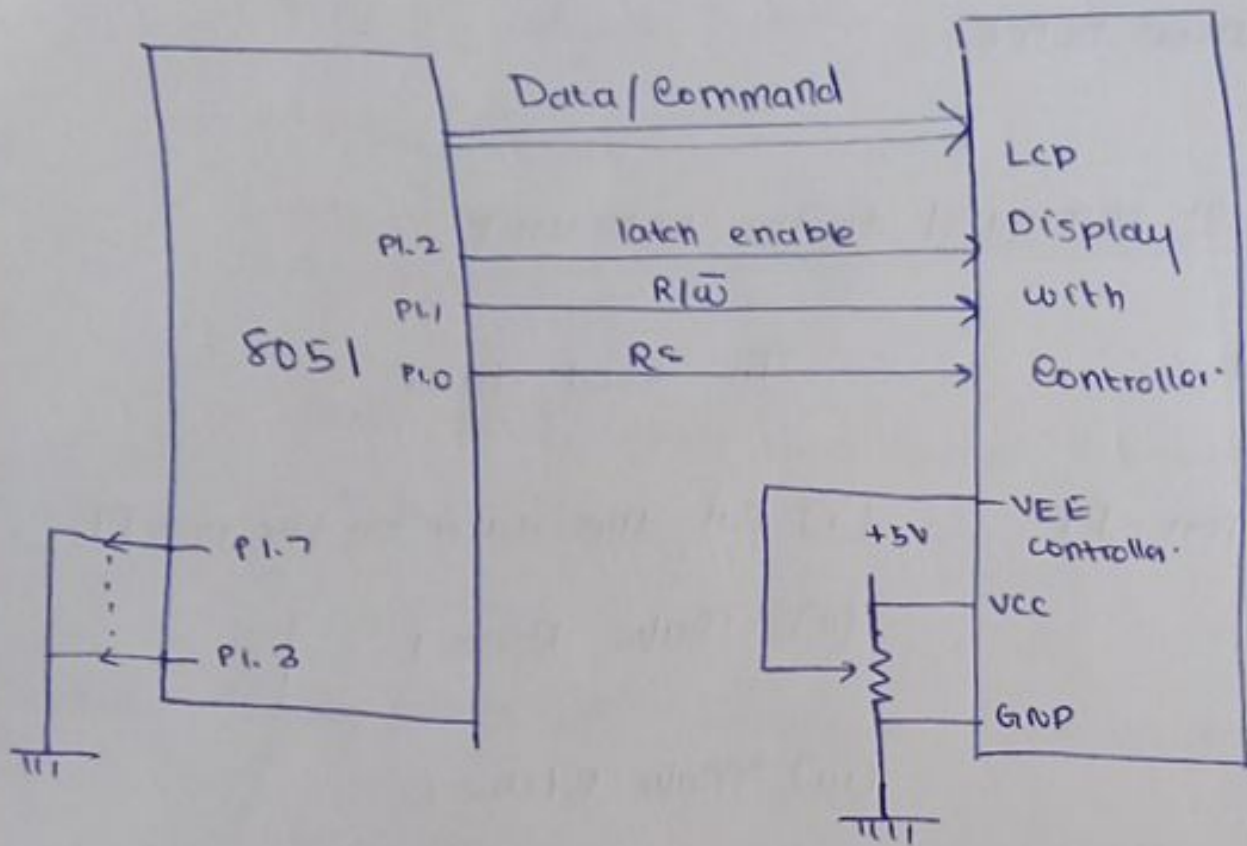 Data/Command
LCD
Display
with
Controller.
P1.2
latch enable
P1.1
R/w̅
8051
P1.0
RS
VEE
controller.
+5V
P1.7
VCC
P1.3
GND